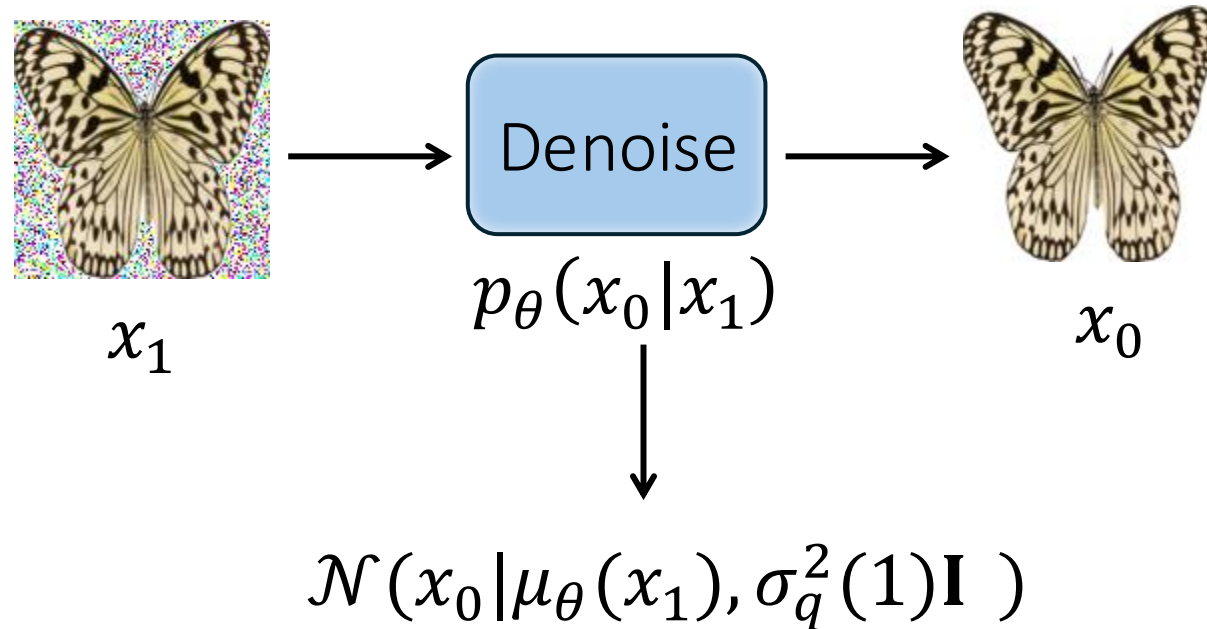 Denoise
p_θ(x_0|x_1)
x_1
x_0
𝒩(x_0|μ_θ(x_1), σ_q^2(1)𝐈 )